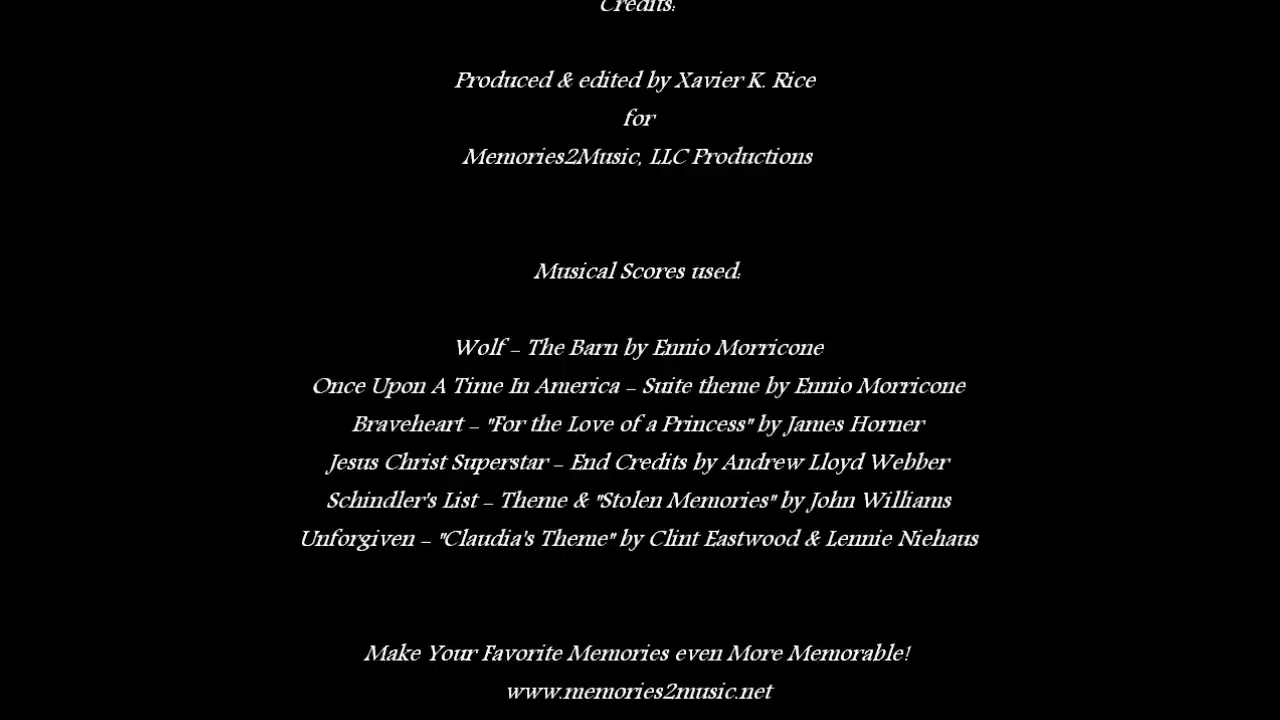 Credits:
Produced & edited by Xavier K. Rice
for
Memories2Music, LLC Productions
Musical Scores used:
Wolf - The Barn by Ennio Morricone
Once Upon A Time In America - Suite theme by Ennio Morricone
Braveheart - "For the Love of a Princess" by James Horner
Jesus Christ Superstar - End Credits by Andrew Lloyd Webber
Schindler's List - Theme & "Stolen Memories" by John Williams
Unforgiven - "Claudia's Theme" by Clint Eastwood & Lennie Niehaus
Make Your Favorite Memories even More Memorable!
www.memories2music.net